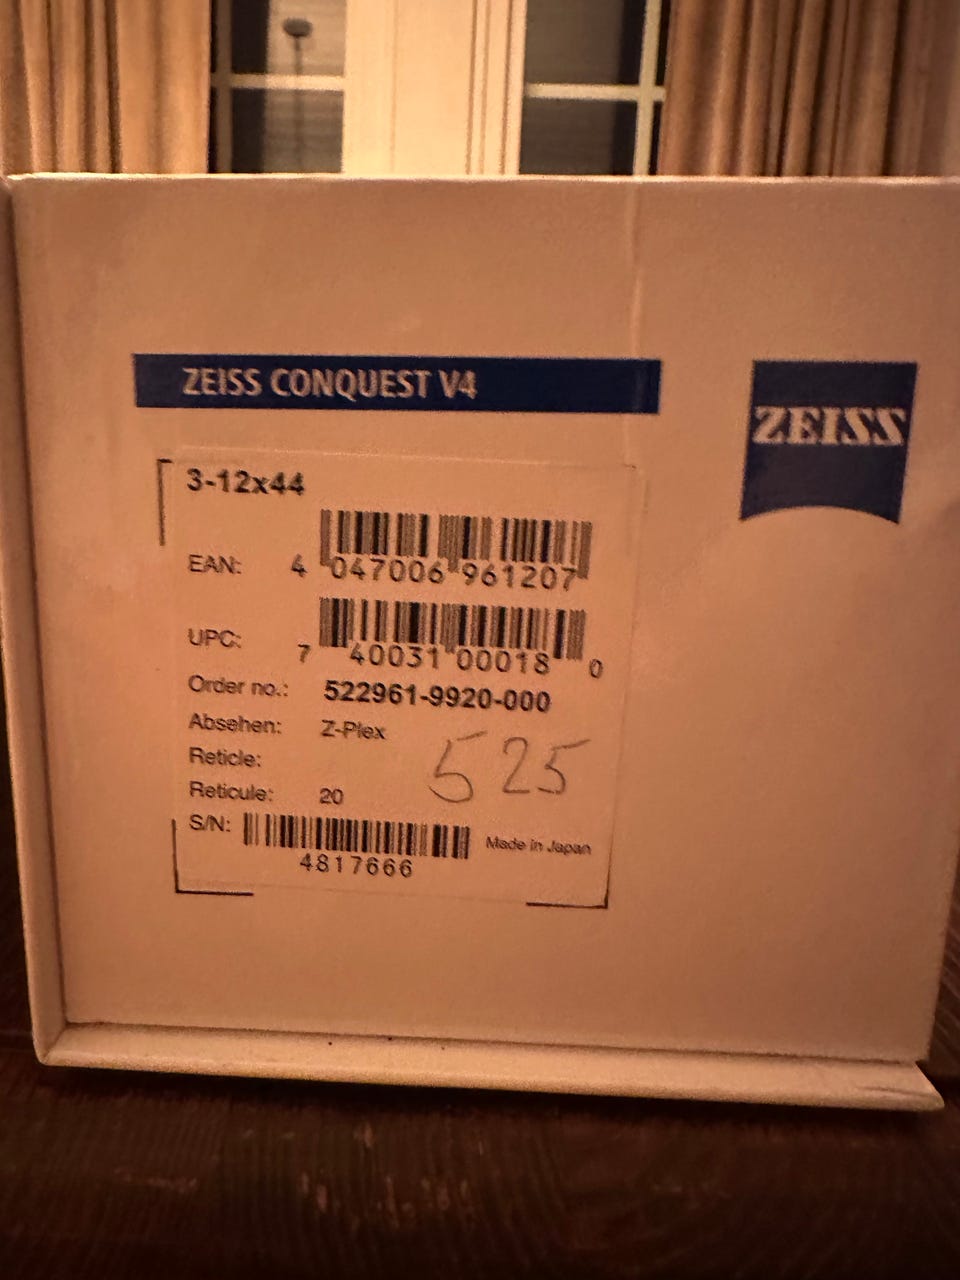 ZEISS CONQUEST V4
ZEISS
3-12x44
EAN: 4 047006 961207
UPC: 7 40031 00018 0
Order no.: 522961-9920-000
Absehen: Z-Plex
Reticle:
525
Reticule: 20
S/N:
Made in Japan
4817666